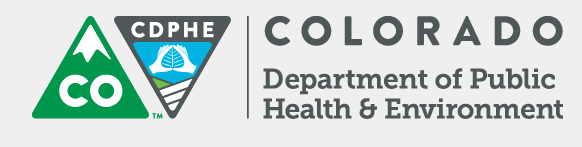 CDPHE
CO
TM
COLORADO
Department of Public
Health & Environment